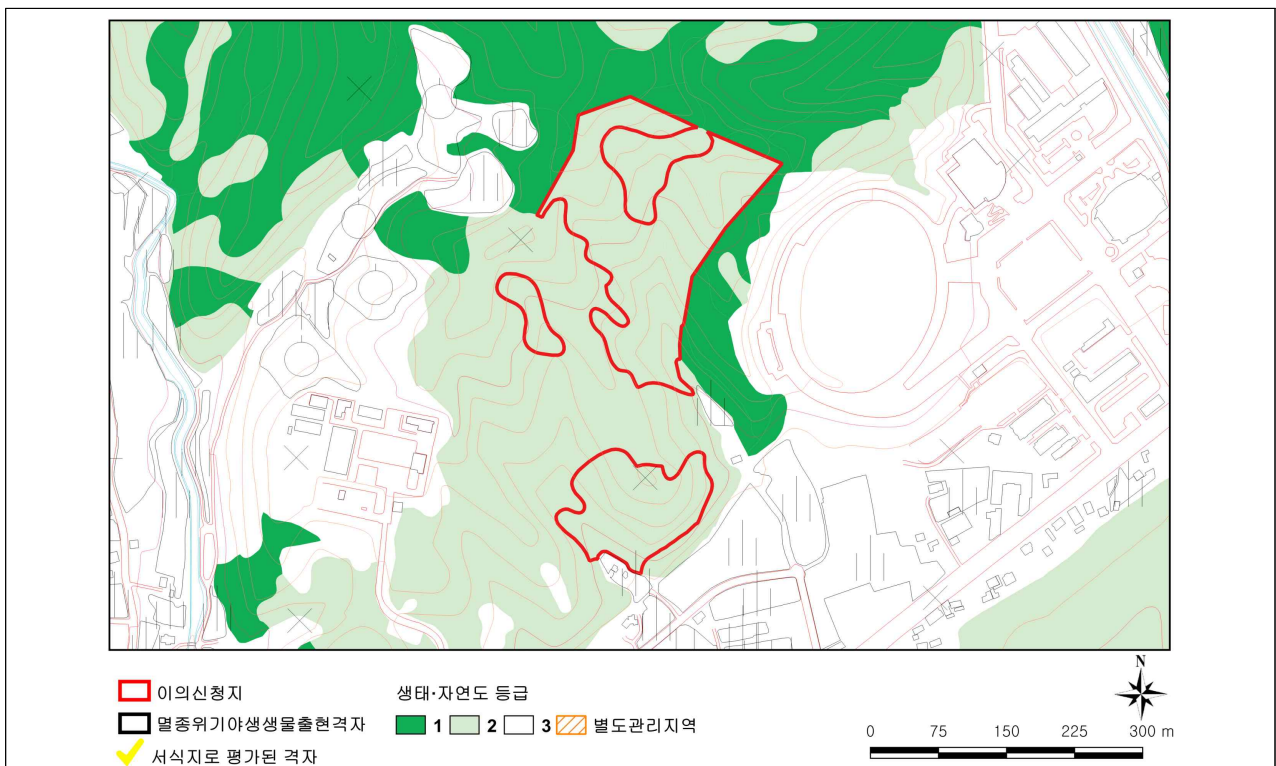 이의신청지
멸종위기야생생물출현격자
서식지로 평가된 격자
생태·자연도 등급
1 2 3 별도관리지역
N
0 75 150 225 300 m